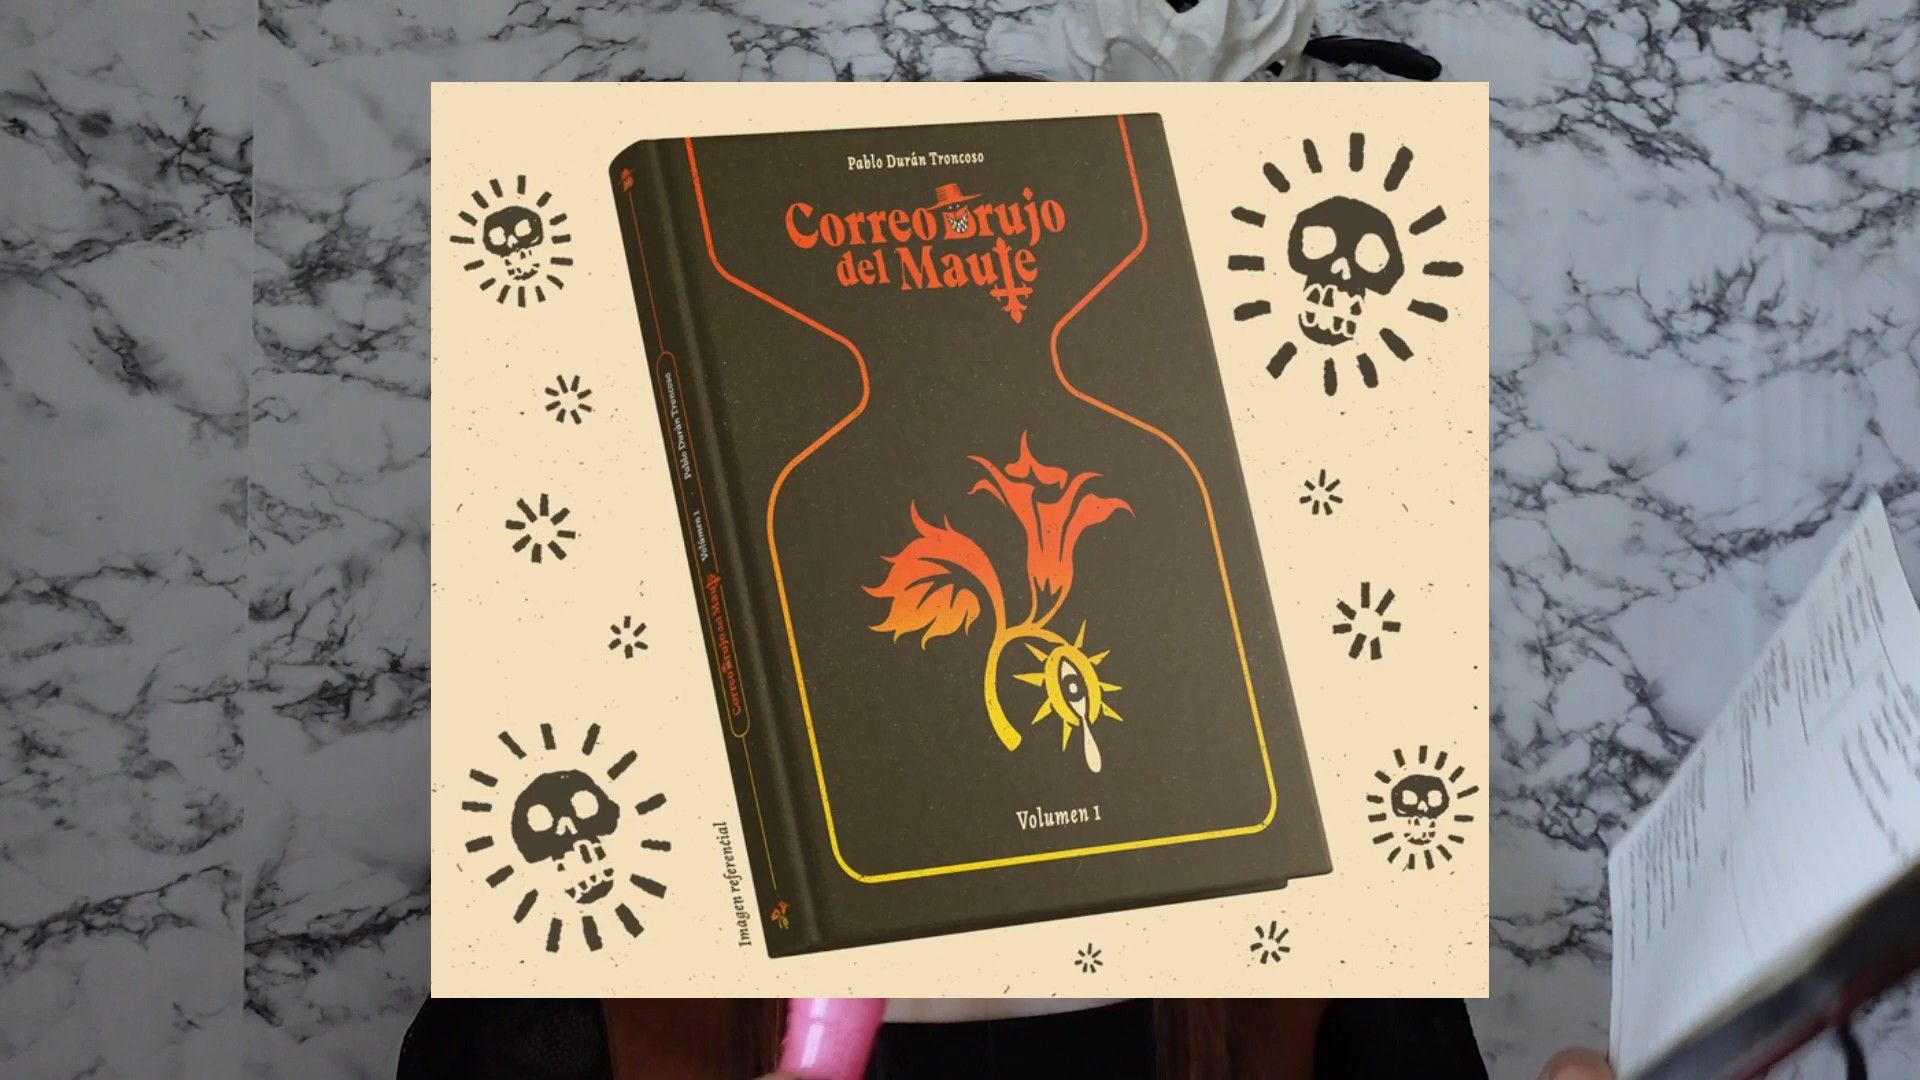 Pablo Durán Troncoso
Correo Brujo
del Maule
Volumen 1
Correo Brujo del Maule
Volumen 1 · Pablo Durán Troncoso
Imagen referencial